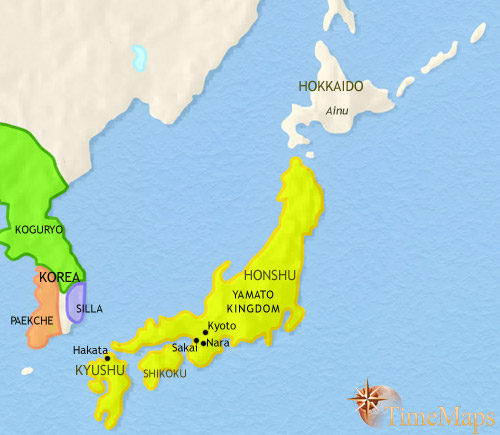 HOKKAIDO
Ainu
KOGURYO
KOREA
HONSHU
YAMATO
KINGDOM
SILLA
PAEKCHE
Kyoto
Sakai
Nara
Hakata
KYUSHU
SHIKOKU
TimeMaps